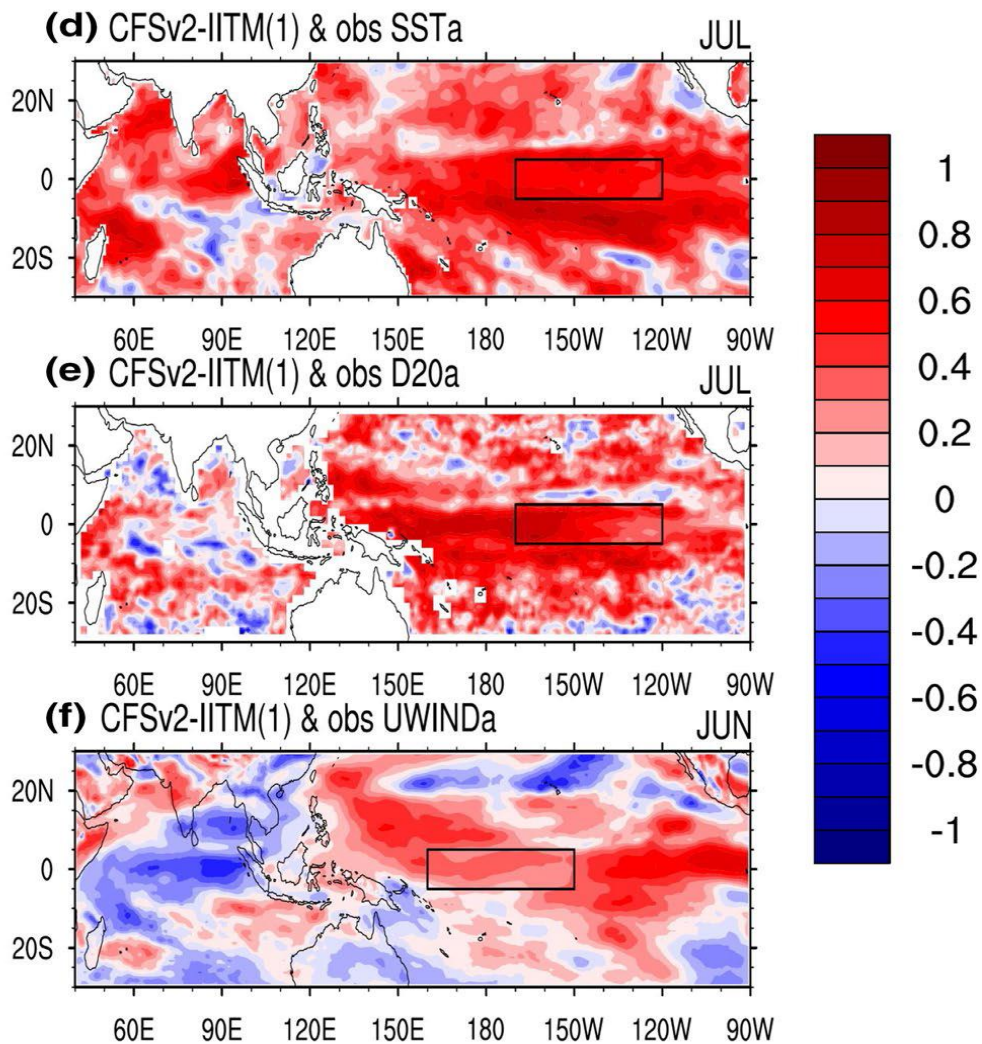 (d) CFSv2-IITM(1) & obs SSTa JUL
20N
0
20S
60E 90E 120E 150E 180 150W 120W 90W
(e) CFSv2-IITM(1) & obs D20a JUL
20N
0
20S
60E 90E 120E 150E 180 150W 120W 90W
(f) CFSv2-IITM(1) & obs UWINDa JUN
20N
0
20S
60E 90E 120E 150E 180 150W 120W 90W
1
0.8
0.6
0.4
0.2
0
-0.2
-0.4
-0.6
-0.8
-1